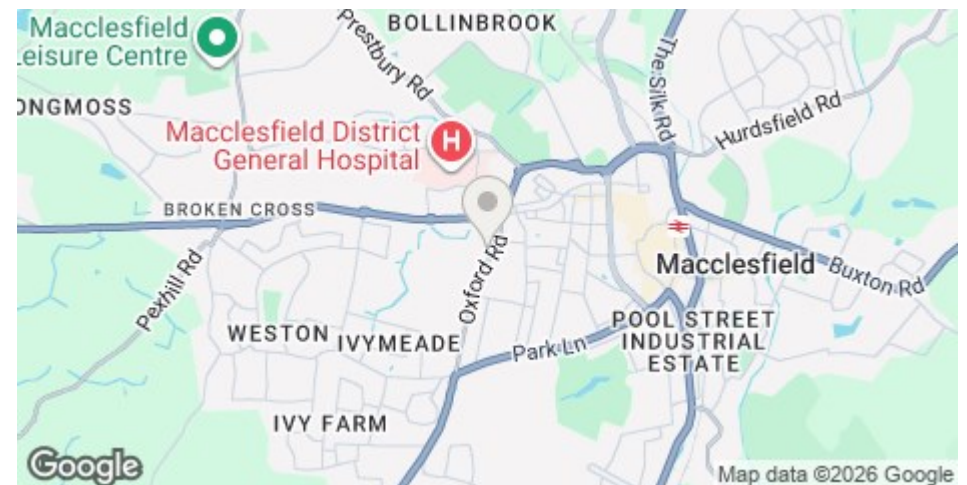 Macclesfield
Leisure Centre
BOLLINBROOK
Prestbury Rd
The Silk Rd
Hurdsfield Rd
ONGMOSS
Macclesfield District
General Hospital
H
BROKEN CROSS
Oxford Rd
Pexhill Rd
Macclesfield
Buxton Rd
WESTON
IVYMEADE
Park Ln
POOL STREET
INDUSTRIAL
ESTATE
IVY FARM
Google
Map data ©2026 Google